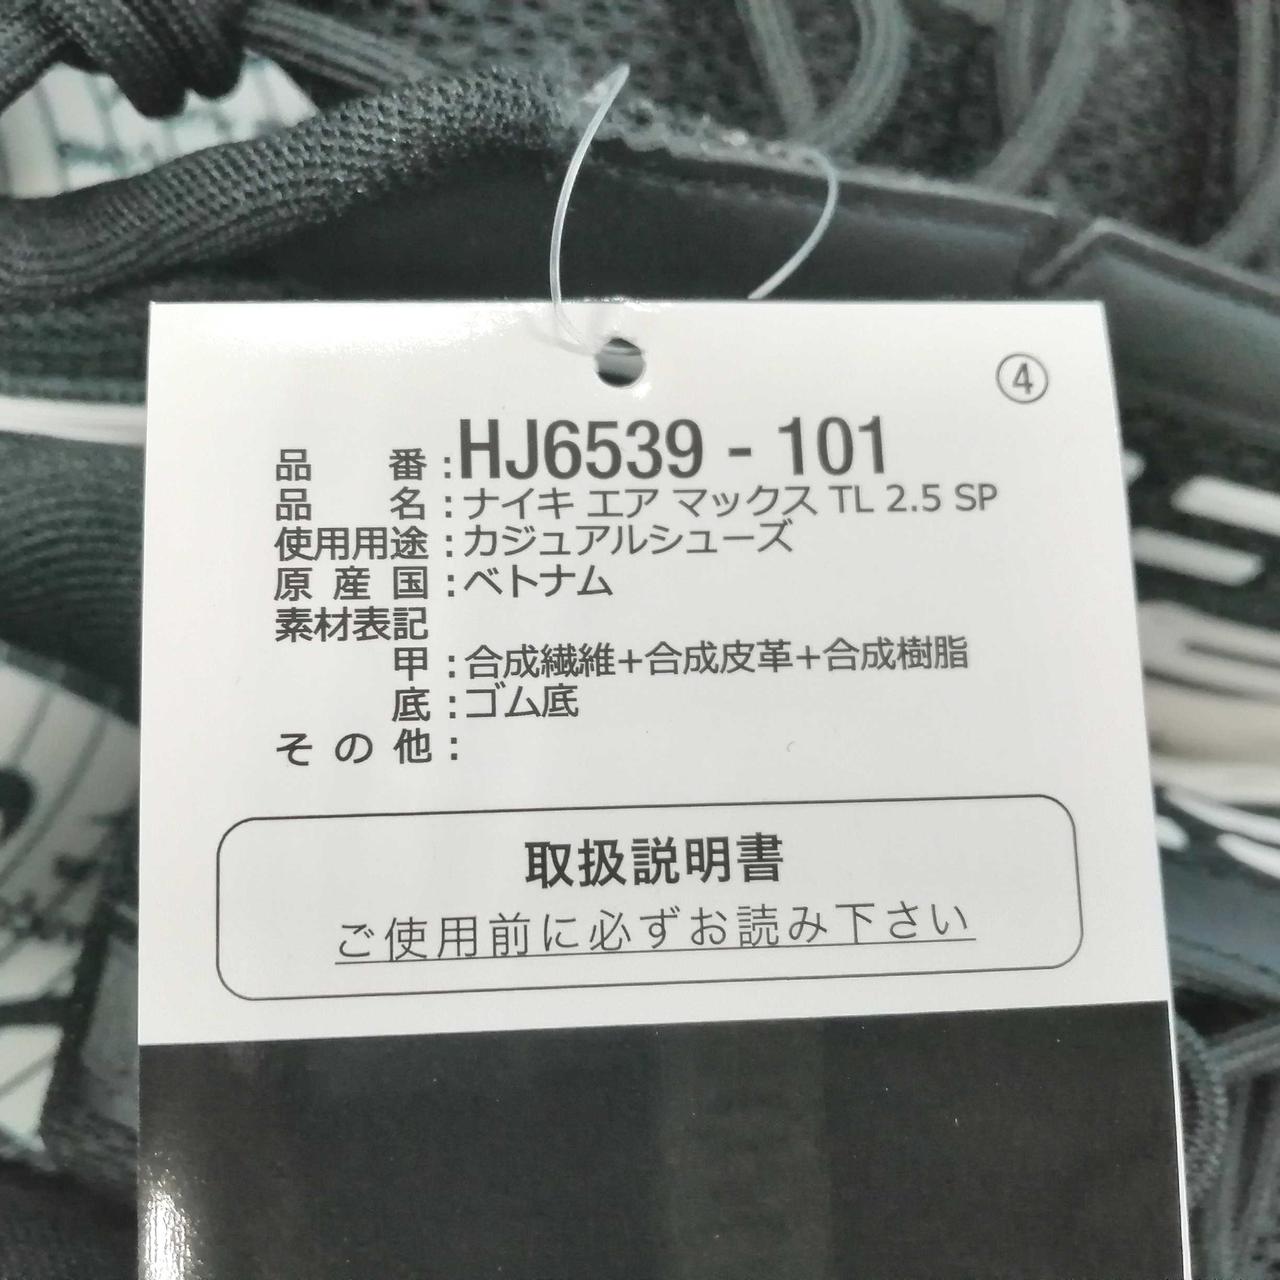 ④
品 番:HJ6539-101
品 名:ナイキ エア マックス TL 2.5 SP
使用用途:カジュアルシューズ
原産国:ベトナム
素材表記
甲:合成繊維+合成皮革+合成樹脂
底:ゴム底
その他:
取扱説明書
ご使用前に必ずお読み下さい